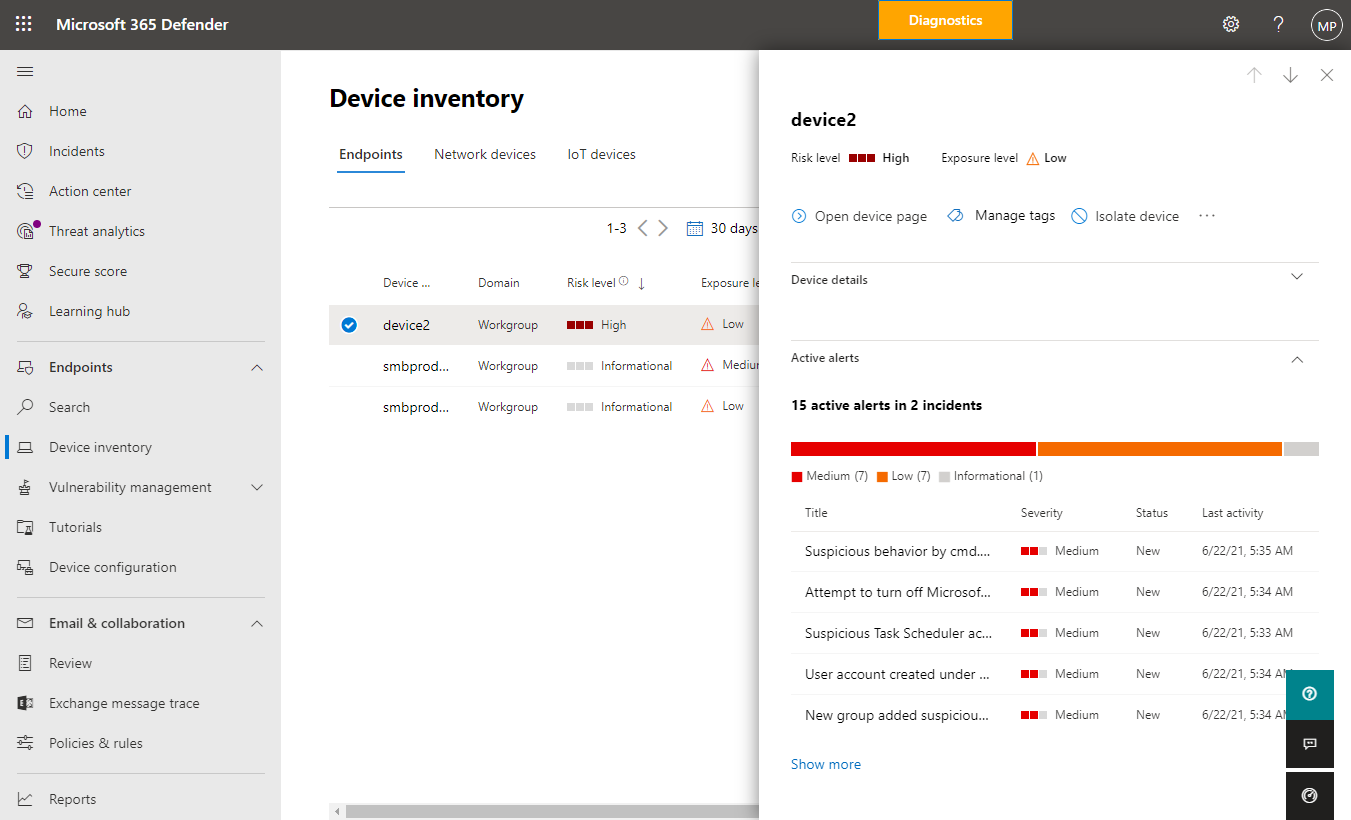 Microsoft 365 Defender
Diagnostics
?
MP
Home
Incidents
Action center
Threat analytics
Secure score
Learning hub
Endpoints
Search
Device inventory
Vulnerability management
Tutorials
Device configuration
Email & collaboration
Review
Exchange message trace
Policies & rules
Reports
Device inventory
Endpoints Network devices IoT devices
1-3 30 days
Device ... Domain Risk level Exposure le
device2 Workgroup High Low
smbprod... Workgroup Informational Mediur
smbprod... Workgroup Informational Low
device2
Risk level High Exposure level Low
Open device page Manage tags Isolate device ...
Device details
Active alerts
15 active alerts in 2 incidents
Medium (7) Low (7) Informational (1)
Title Severity Status Last activity
Suspicious behavior by cmd.... Medium New 6/22/21, 5:35 AM
Attempt to turn off Microsof... Medium New 6/22/21, 5:34 AM
Suspicious Task Scheduler ac... Medium New 6/22/21, 5:33 AM
User account created under ... Medium New 6/22/21, 5:34 AM
New group added suspiciou... Medium New 6/22/21, 5:34 AM
Show more